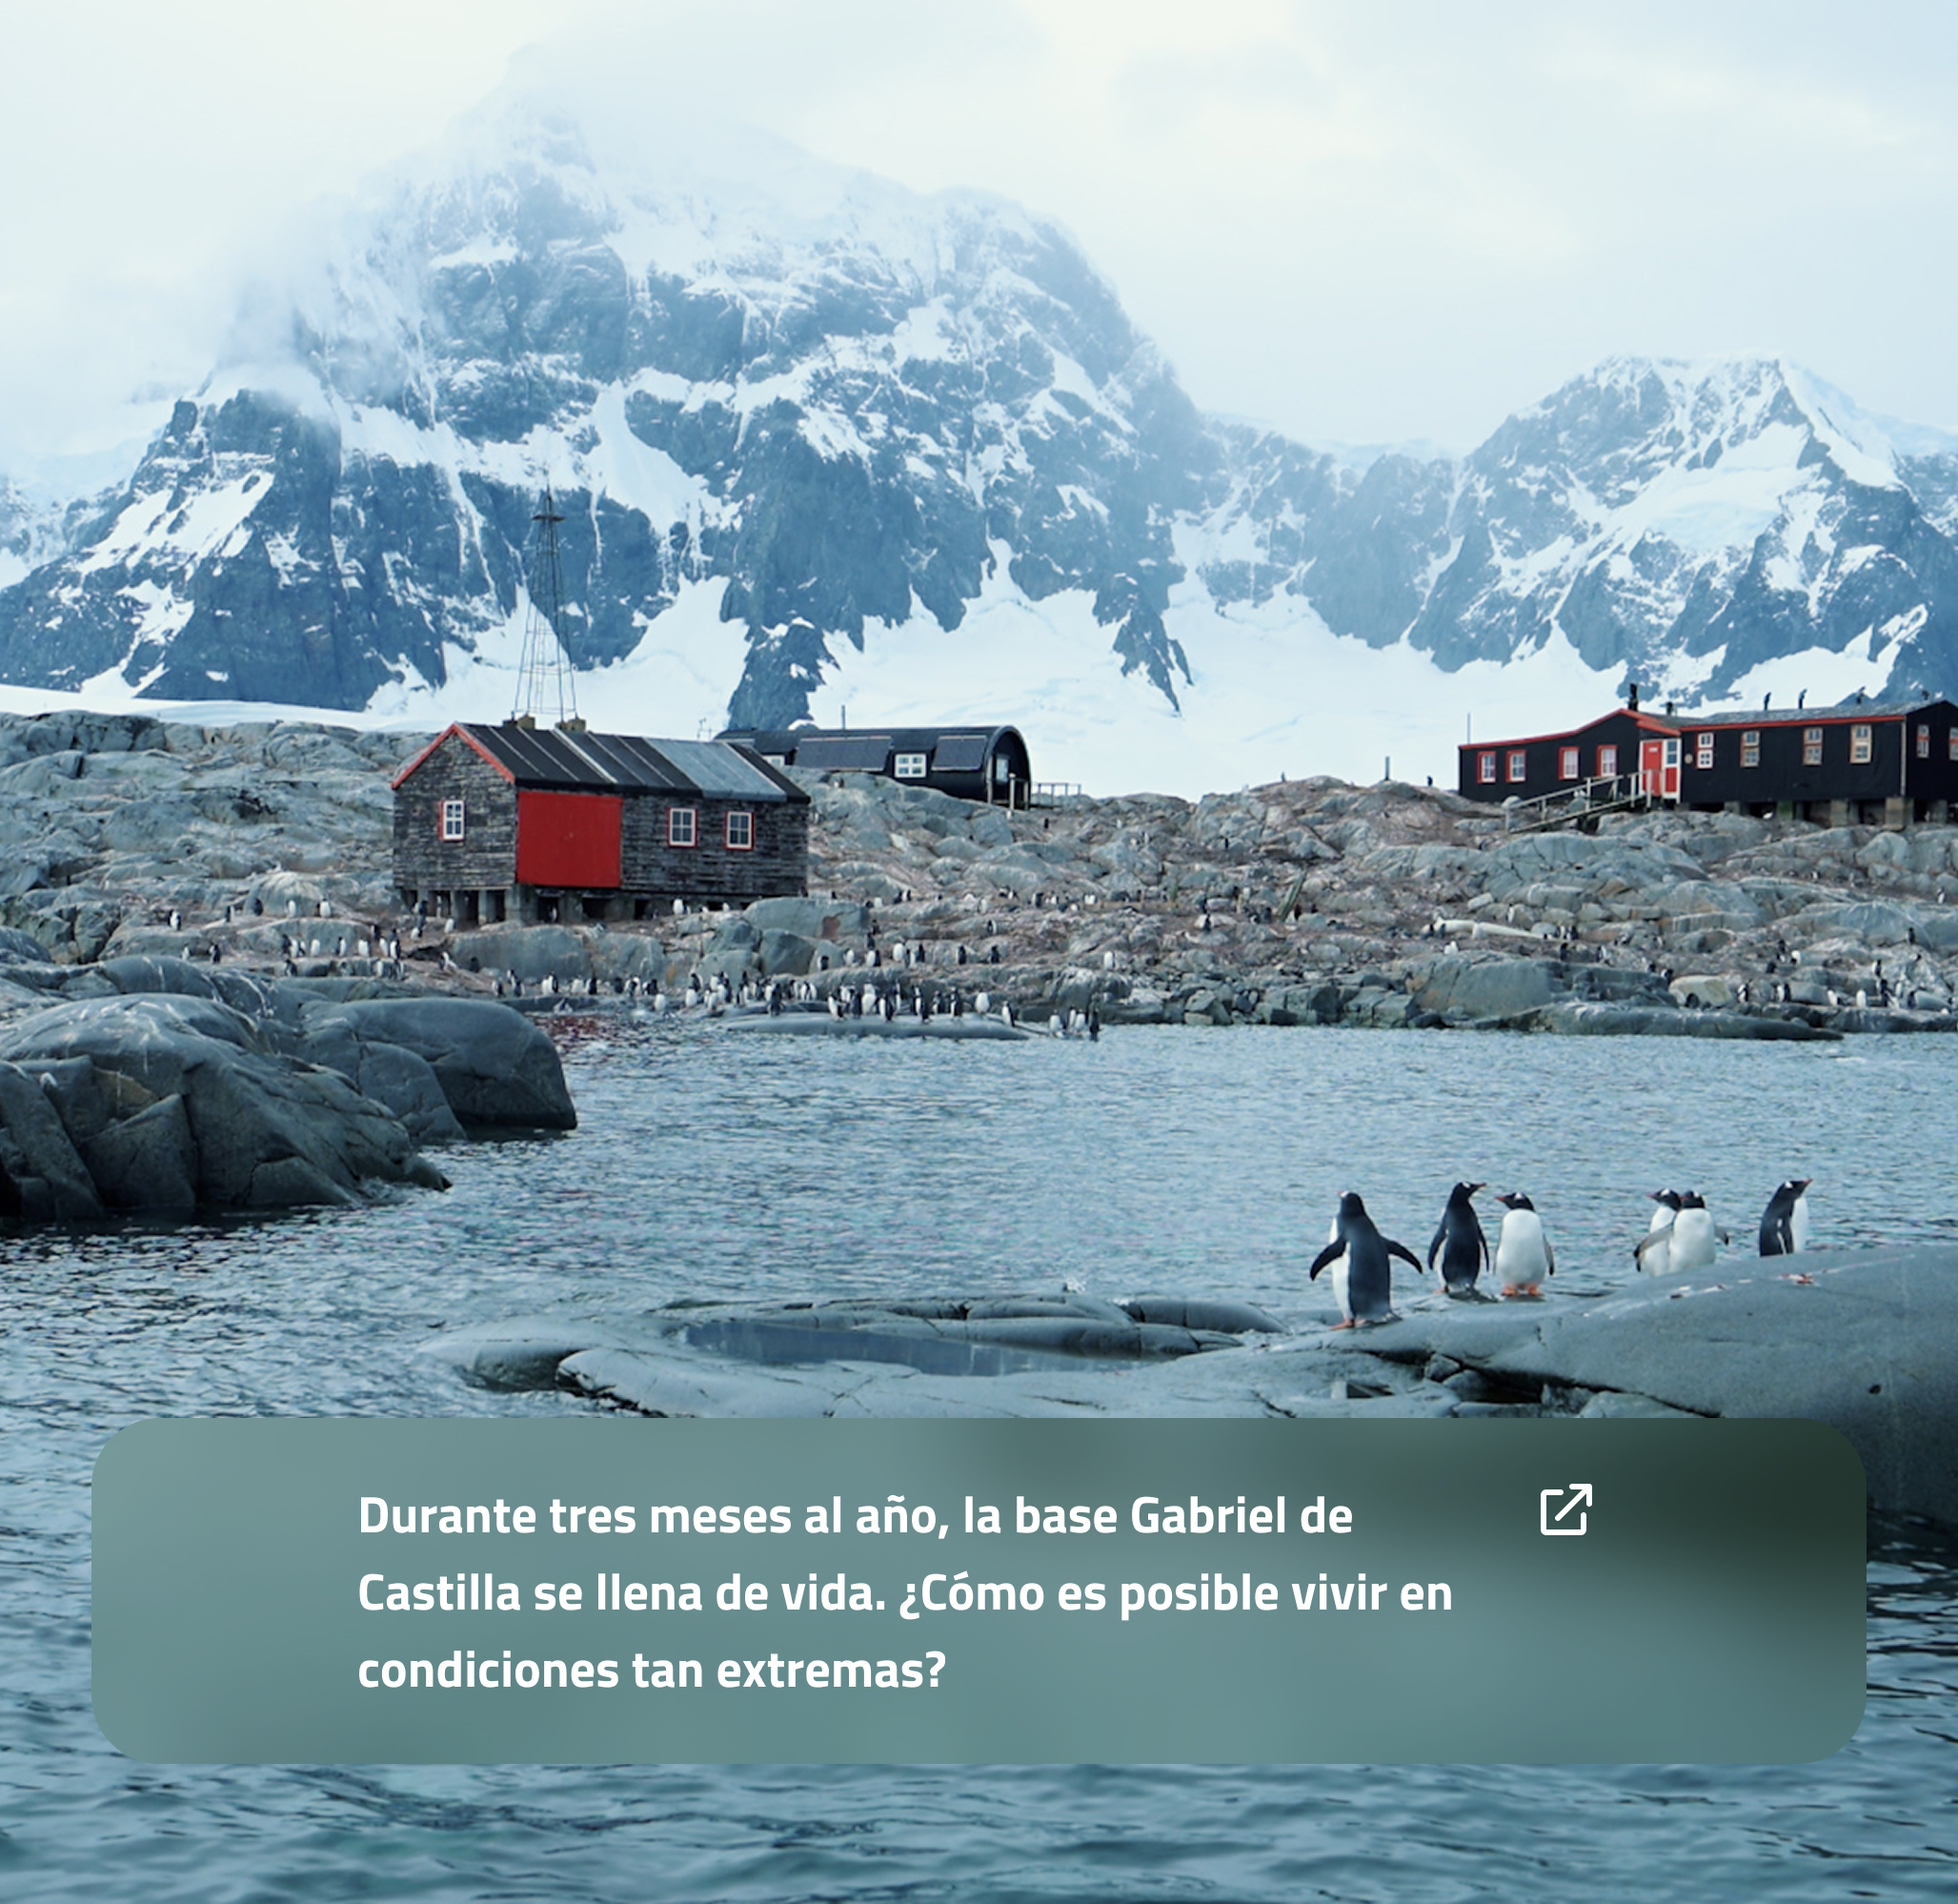 Durante tres meses al año, la base Gabriel de
Castilla se llena de vida. ¿Cómo es posible vivir en
condiciones tan extremas?